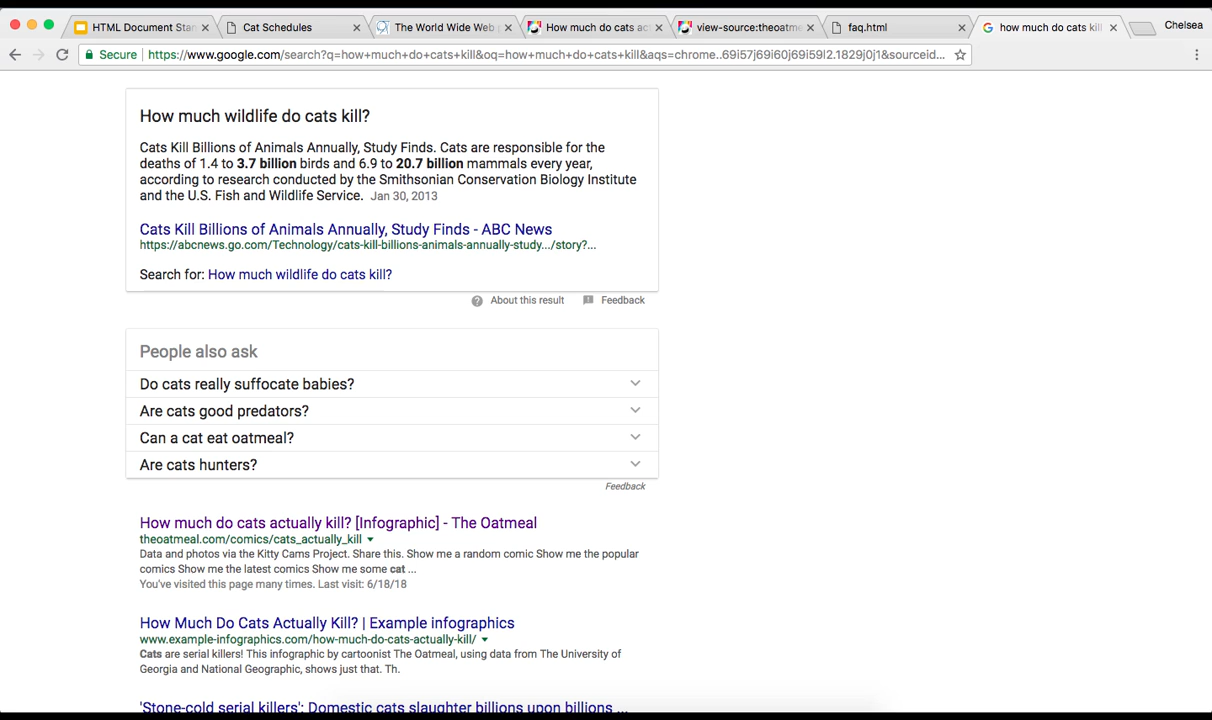 HTML Document Stan
Cat Schedules
The World Wide Web p
How much do cats act
view-source:theoatme
faq.html
how much do cats kill
Chelsea
Secure | https://www.google.com/search?q=how+much+do+cats+kill&oq=how+much+do+cats+kill&aqs=chrome..69i57j69i60j69i59l2.1829j0j1&sourceid...
How much wildlife do cats kill?
Cats Kill Billions of Animals Annually, Study Finds. Cats are responsible for the
deaths of 1.4 to 3.7 billion birds and 6.9 to 20.7 billion mammals every year,
according to research conducted by the Smithsonian Conservation Biology Institute
and the U.S. Fish and Wildlife Service. Jan 30, 2013
Cats Kill Billions of Animals Annually, Study Finds - ABC News
https://abcnews.go.com/Technology/cats-kill-billions-animals-annually-study.../story?...
Search for: How much wildlife do cats kill?
About this result
Feedback
People also ask
Do cats really suffocate babies?
Are cats good predators?
Can a cat eat oatmeal?
Are cats hunters?
Feedback
How much do cats actually kill? [Infographic] - The Oatmeal
theoatmeal.com/comics/cats_actually_kill
Data and photos via the Kitty Cams Project. Share this. Show me a random comic Show me the popular
comics Show me the latest comics Show me some cat ...
You've visited this page many times. Last visit: 6/18/18
How Much Do Cats Actually Kill? | Example infographics
www.example-infographics.com/how-much-do-cats-actually-kill/
Cats are serial killers! This infographic by cartoonist The Oatmeal, using data from The University of
Georgia and National Geographic, shows just that. Th.
'Stone-cold serial killers': Domestic cats slaughter billions upon billions ...